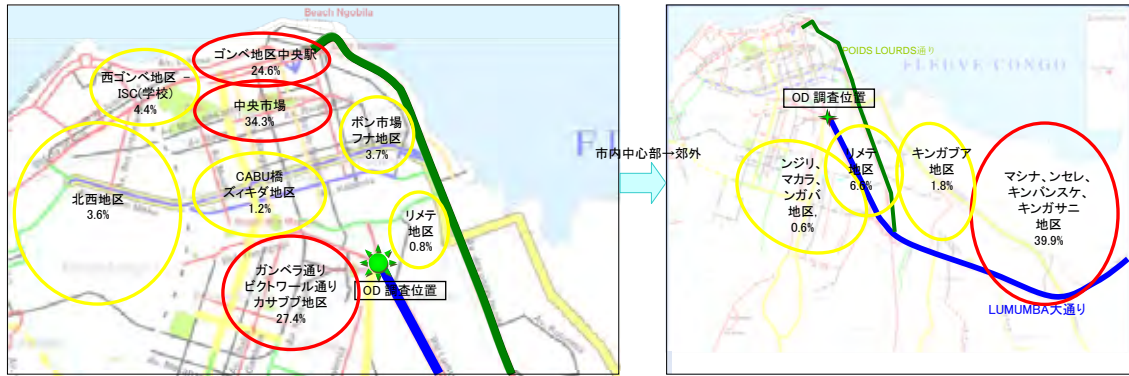 Beach Ngobila
ゴンベ地区中央駅
24.6%
西ゴンベ地区 -
ISC(学校)
4.4%
中央市場
34.3%
ボン市場
フナ地区
3.7%
CABU橋
ズィキダ地区
1.2%
北西地区
3.6%
リメテ
地区
0.8%
ガンベラ通り
ビクトワール通り
カサブブ地区
27.4%
OD 調査位置
市内中心部→郊外
POIDS LOURDS通り
FLEUVE CONGO
OD 調査位置
ンジリ、
マカラ、
ンガバ
地区,
0.6%
リメテ
地区
6.6%
キンガブア
地区
1.8%
マシナ、ンセレ、
キンバンスケ、
キンガサニ
地区
39.9%
LUMUMBA大通り